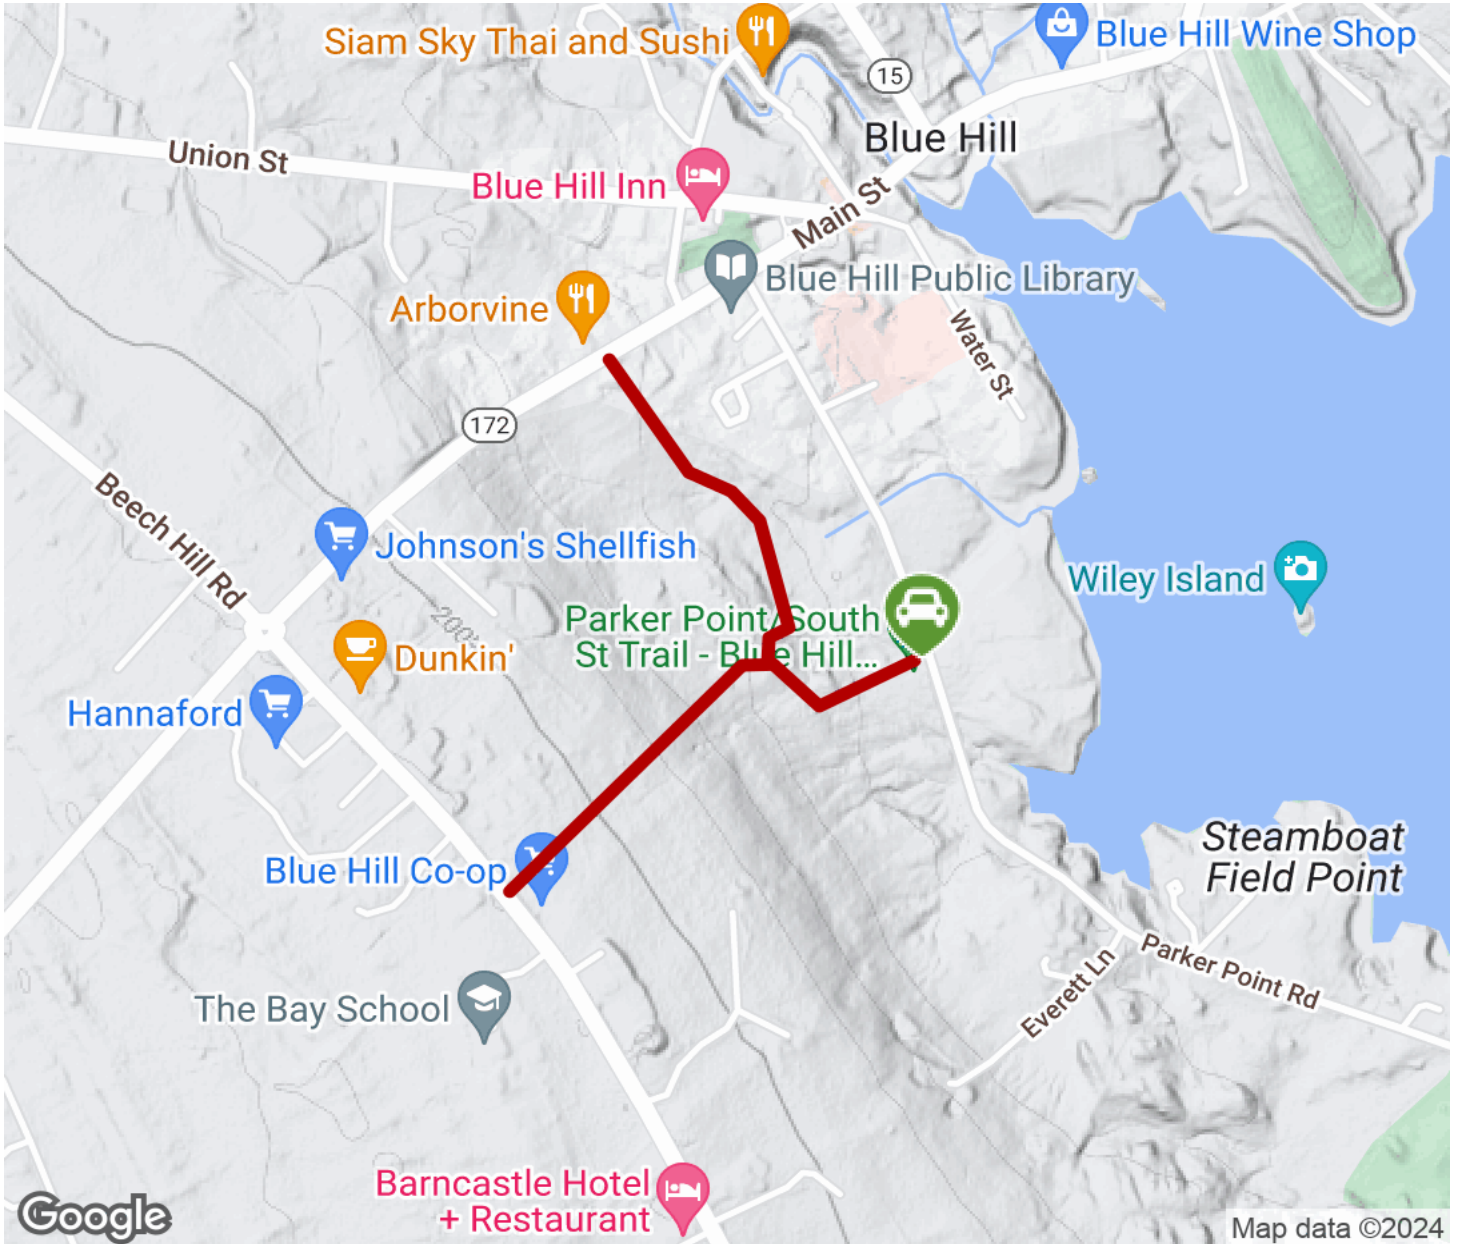 Siam Sky Thai and Sushi
Blue Hill Wine Shop
15
Blue Hill
Union St
Blue Hill Inn
Main St
Blue Hill Public Library
Arborvine
Water St
172
Beech Hill Rd
Johnson's Shellfish
Wiley Island
Parker Point/South
St Trail - Blue Hill...
200
Dunkin'
Hannaford
Steamboat
Field Point
Blue Hill Co-op
Parker Point Rd
Everett Ln
The Bay School
Barncastle Hotel
+ Restaurant
Google
Map data ©2024